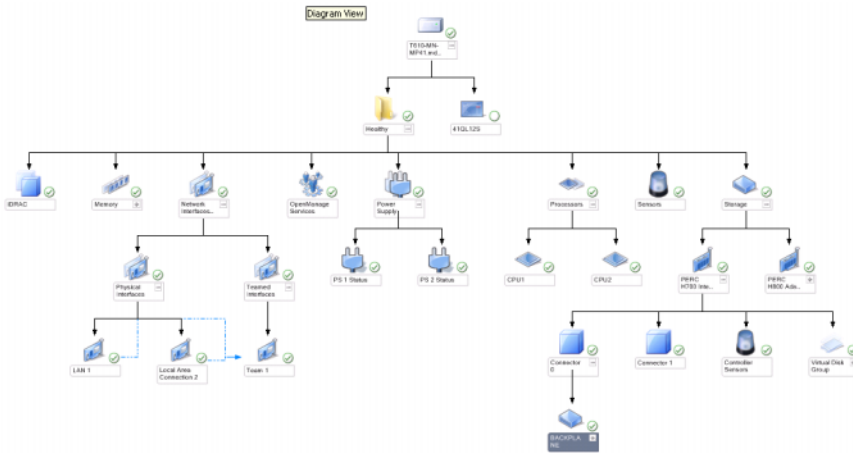 Diagram View
T610-MN-
MP41.md...
Healthy
41QL12S
iDRAC
Memory
Network
Interfaces...
OpenManage
Services
Power
Supply
Processors
Sensors
Storage
Physical
Interfaces
Teamed
Interfaces
PS 1 Status
PS 2 Status
CPU1
CPU2
PERC
H700 Inte...
PERC
H800 Ada...
LAN 1
Local Area
Connection 2
Team 1
Connector
0
Connector 1
Controller
Sensors
Virtual Disk
Group
BACKPLA
NE